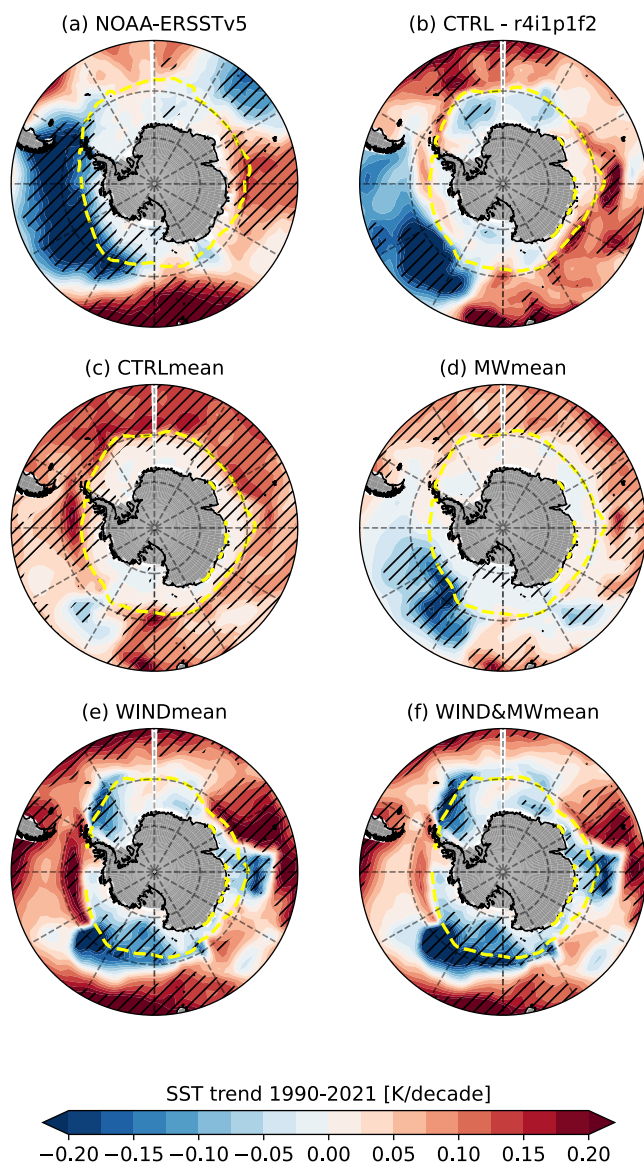 (a) NOAA-ERSSTv5
(b) CTRL - r4i1p1f2
(c) CTRLmean
(d) MWmean
(e) WINDmean
(f) WIND&MWmean
SST trend 1990-2021 [K/decade]
−0.20 −0.15 −0.10 −0.05 0.00 0.05 0.10 0.15 0.20